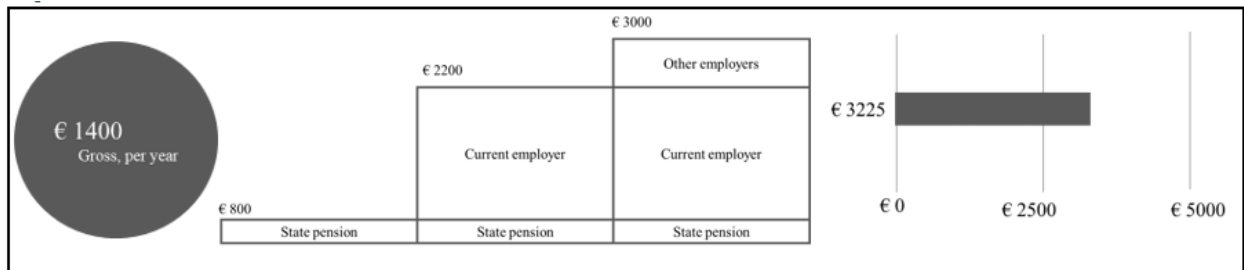 € 1400
Gross, per year
€ 800
State pension
€ 2200
Current employer
State pension
€ 3000
Other employers
Current employer
State pension
€ 3225
€ 0
€ 2500
€ 5000